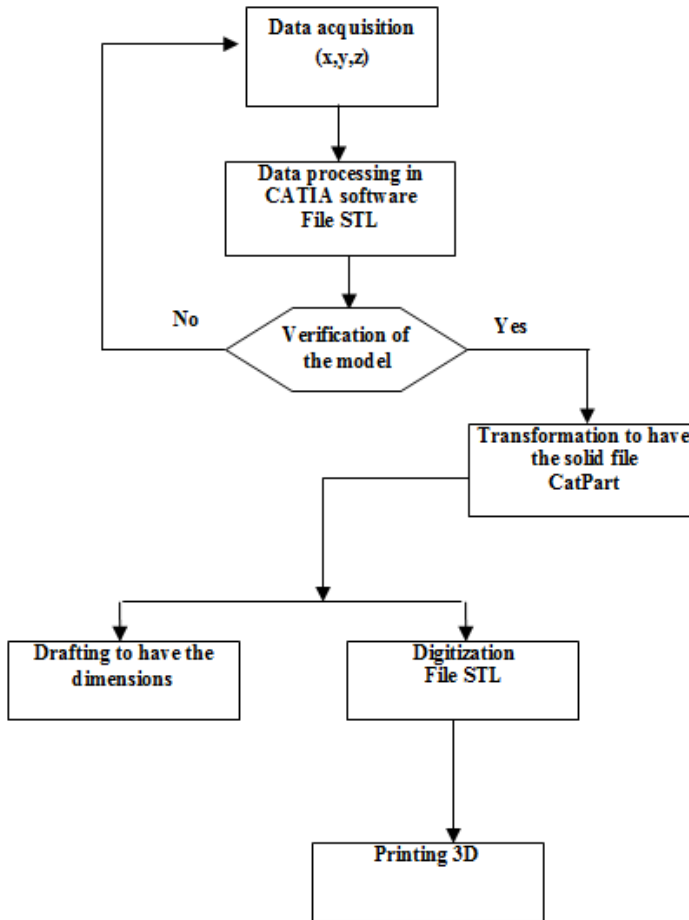 Data acquisition
(x,y,z)
Data processing in
CATIA software
File STL
No
Verification of
the model
Yes
Transformation to have
the solid file
CatPart
Drafting to have the
dimensions
Digitization
File STL
Printing 3D